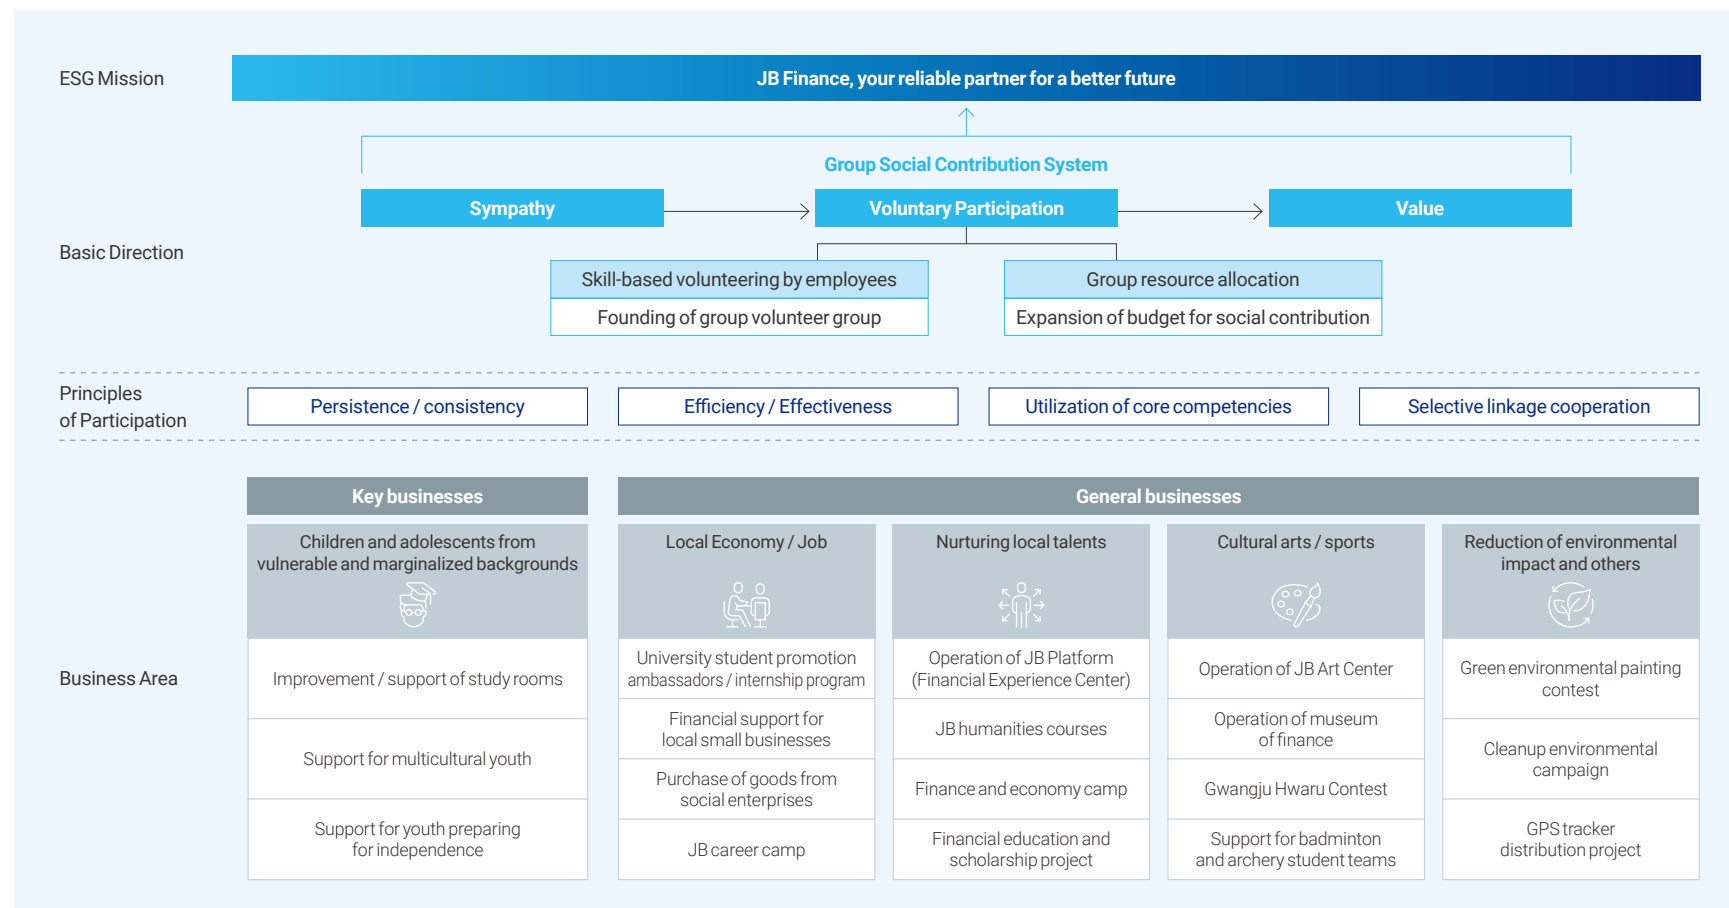 ESG Mission
JB Finance, your reliable partner for a better future
Group Social Contribution System
Sympathy
Voluntary Participation
Value
Basic Direction
Skill-based volunteering by employees
Founding of group volunteer group
Group resource allocation
Expansion of budget for social contribution
Principles
of Participation
Persistence / consistency
Efficiency / Effectiveness
Utilization of core competencies
Selective linkage cooperation
Business Area
Key businesses
Children and adolescents from
vulnerable and marginalized backgrounds
Improvement / support of study rooms
Support for multicultural youth
Support for youth preparing
for independence
General businesses
Local Economy / Job
University student promotion
ambassadors / internship program
Financial support for
local small businesses
Purchase of goods from
social enterprises
JB career camp
Nurturing local talents
Operation of JB Platform
(Financial Experience Center)
JB humanities courses
Finance and economy camp
Financial education and
scholarship project
Cultural arts / sports
Operation of JB Art Center
Operation of museum
of finance
Gwangju Hwaru Contest
Support for badminton
and archery student teams
Reduction of environmental
impact and others
Green environmental painting
contest
Cleanup environmental
campaign
GPS tracker
distribution project